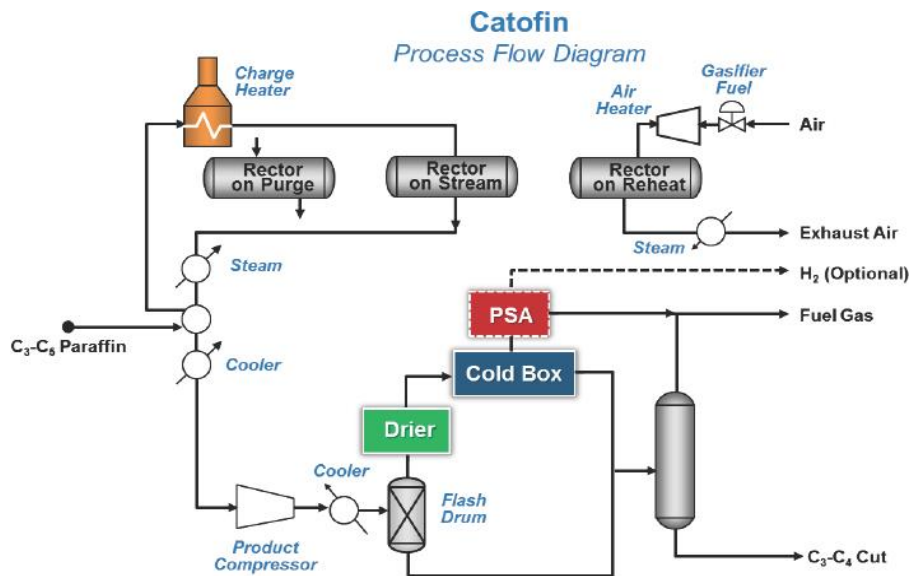 Catofin
Process Flow Diagram
Charge
Heater
Gasifier
Fuel
Air
Heater
Air
Rector
on Purge
Rector
on Stream
Rector
on Reheat
Steam
Exhaust Air
Steam
H₂ (Optional)
PSA
Fuel Gas
C₃-C₅ Paraffin
Cooler
Cold Box
Drier
Cooler
Flash
Drum
Product
Compressor
C₃-C₄ Cut